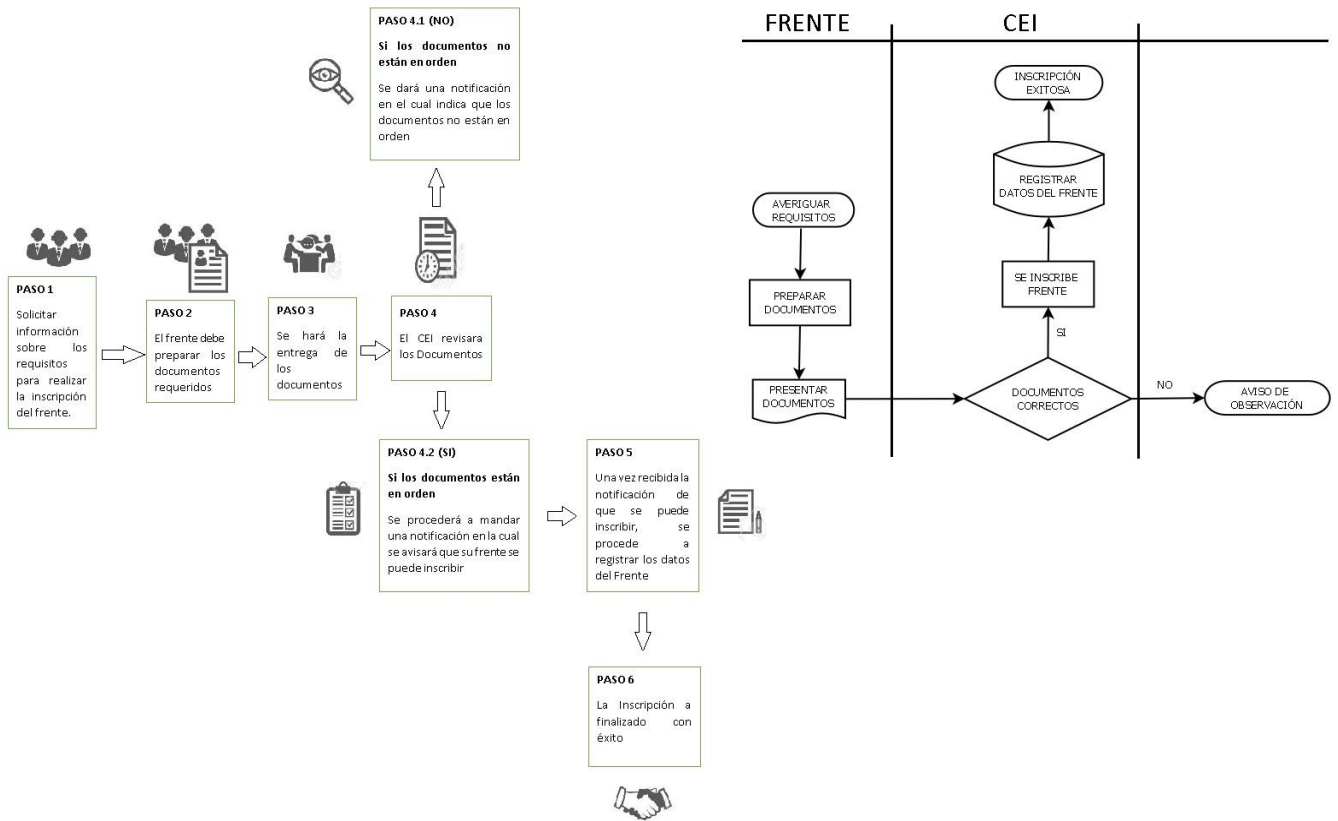 PASO 1
Solicitar
información
sobre los
requisitos
para realizar
la inscripción
del frente.
PASO 2
El frente debe
preparar los
documentos
requeridos
PASO 3
Se hará la
entrega de
los
documentos
PASO 4
El CEI revisara
los Documentos
PASO 4.1 (NO)
Si los documentos no
están en orden
Se dará una notificación
en el cual indica que los
documentos no están en
orden
PASO 4.2 (SI)
Si los documentos están
en orden
Se procederá a mandar
una notificación en la cual
se avisará que su frente se
puede inscribir
PASO 5
Una vez recibida la
notificación de
que se puede
inscribir, se
procede a
registrar los datos
del Frente
PASO 6
La Inscripción a
finalizado con
éxito
FRENTE
CEI
AVERIGUAR
REQUISITOS
PREPARAR
DOCUMENTOS
PRESENTAR
DOCUMENTOS
DOCUMENTOS
CORRECTOS
NO
AVISO DE
OBSERVACIÓN
SI
SE INSCRIBE
FRENTE
REGISTRAR
DATOS DEL FRENTE
INSCRIPCIÓN
EXITOSA